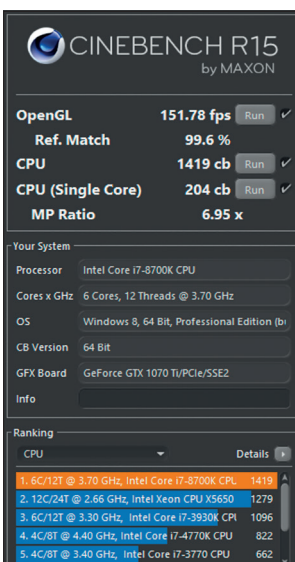 CINEBENCH R15
by MAXON
OpenGL 151.78 fps Run
Ref. Match 99.6 %
CPU 1419 cb Run
CPU (Single Core) 204 cb Run
MP Ratio 6.95 x
Your System
Processor Intel Core i7-8700K CPU
Cores x GHz 6 Cores, 12 Threads @ 3.70 GHz
OS Windows 8, 64 Bit, Professional Edition (b
CB Version 64 Bit
GFX Board GeForce GTX 1070 Ti/PCIe/SSE2
Info
Ranking
CPU Details
1. 6C/12T @ 3.70 GHz, Intel Core i7-8700K CPU 1419
2. 12C/24T @ 2.66 GHz, Intel Xeon CPU X5650 1279
3. 6C/12T @ 3.30 GHz, Intel Core i7-3930K CPU 1096
4. 4C/8T @ 4.40 GHz, Intel Core i7-4770K CPU 822
5. 4C/8T @ 3.40 GHz, Intel Core i7-3770 CPU 662